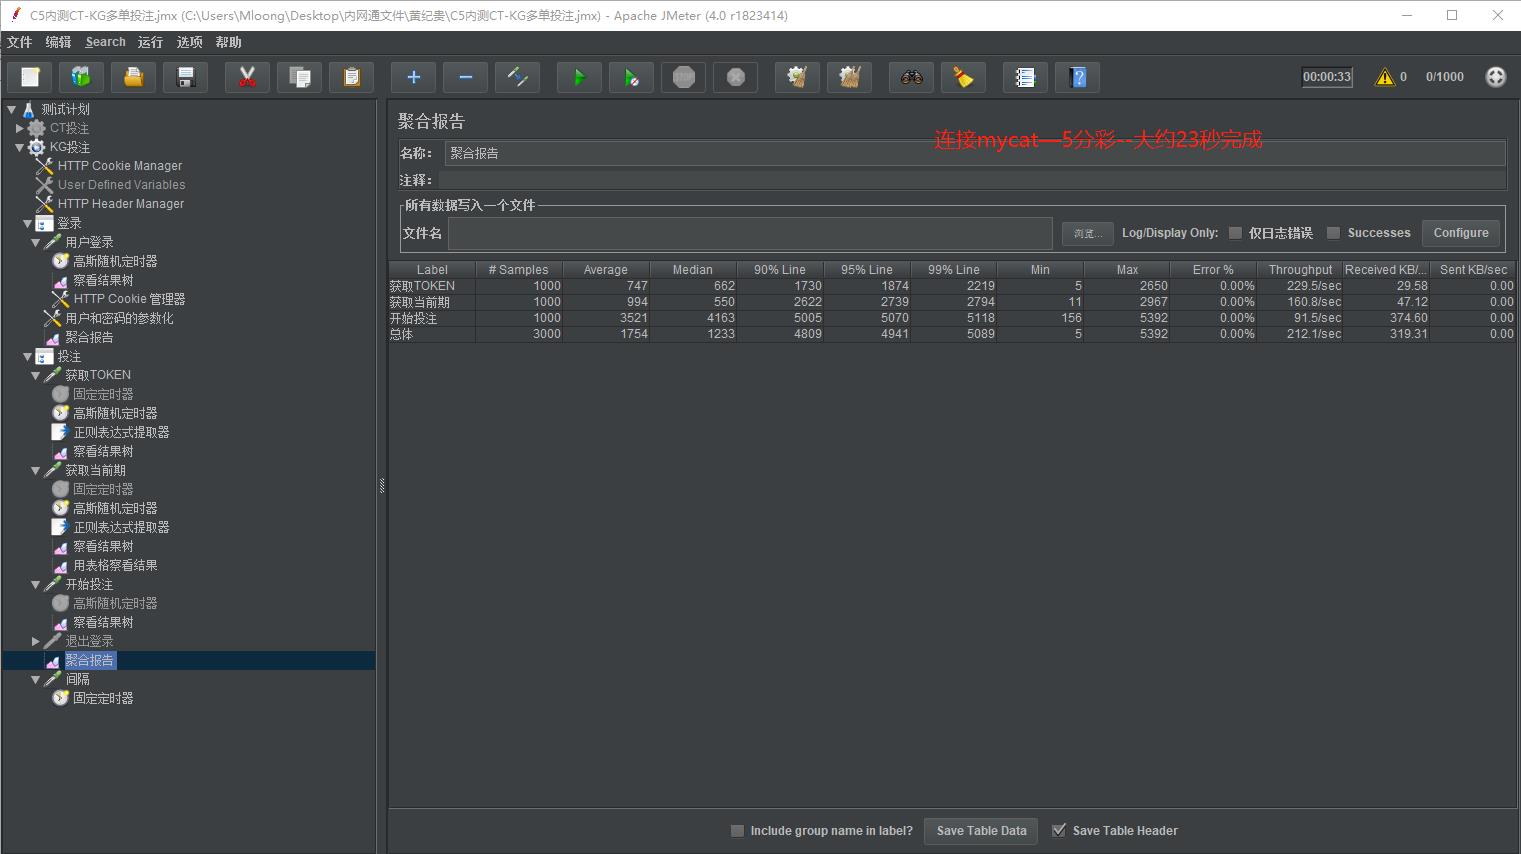 C5内测CT-KG多单投注.jmx (C:\Users\Mloong\Desktop\内网通文件\黄纪贵\C5内测CT-KG多单投注.jmx) - Apache JMeter (4.0 r1823414)
文件 编辑 Search 运行 选项 帮助
00:00:33 0 0/1000
测试计划
CT投注
KG投注
HTTP Cookie Manager
User Defined Variables
HTTP Header Manager
登录
用户登录
高斯随机定时器
察看结果树
HTTP Cookie 管理器
用户和密码的参数化
聚合报告
投注
获取TOKEN
固定定时器
高斯随机定时器
正则表达式提取器
察看结果树
获取当前期
固定定时器
高斯随机定时器
正则表达式提取器
察看结果树
用表格察看结果
开始投注
高斯随机定时器
察看结果树
退出登录
聚合报告
间隔
固定定时器
聚合报告
连接mycat—5分彩--大约23秒完成
名称: 聚合报告
注释:
所有数据写入一个文件
文件名 浏览... Log/Display Only: 仅日志错误 Successes Configure
Label # Samples Average Median 90% Line 95% Line 99% Line Min Max Error % Throughput Received KB/... Sent KB/sec
获取TOKEN 1000 747 662 1730 1874 2219 5 2650 0.00% 229.5/sec 29.58 0.00
获取当前期 1000 994 550 2622 2739 2794 11 2967 0.00% 160.8/sec 47.12 0.00
开始投注 1000 3521 4163 5005 5070 5118 156 5392 0.00% 91.5/sec 374.60 0.00
总体 3000 1754 1233 4809 4941 5089 5 5392 0.00% 212.1/sec 319.31 0.00
Include group name in label? Save Table Data Save Table Header